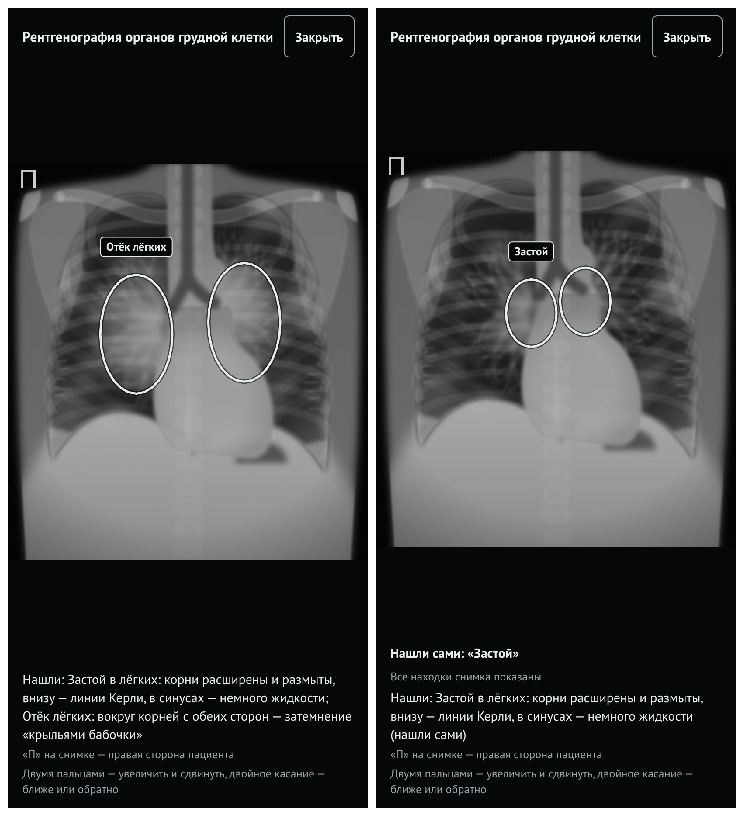 Рентгенография органов грудной клетки
Закрыть
П
Отёк лёгких
Нашли: Застой в лёгких: корни расширены и размыты,
внизу — линии Керли, в синусах — немного жидкости;
Отёк лёгких: вокруг корней с обеих сторон — затемнение
«крыльями бабочки»
«П» на снимке — правая сторона пациента
Двумя пальцами — увеличить и сдвинуть, двойное касание —
ближе или обратно
Рентгенография органов грудной клетки
Закрыть
П
Застой
Нашли сами: «Застой»
Все находки снимка показаны
Нашли: Застой в лёгких: корни расширены и размыты,
внизу — линии Керли, в синусах — немного жидкости
(нашли сами)
«П» на снимке — правая сторона пациента
Двумя пальцами — увеличить и сдвинуть, двойное касание —
ближе или обратно